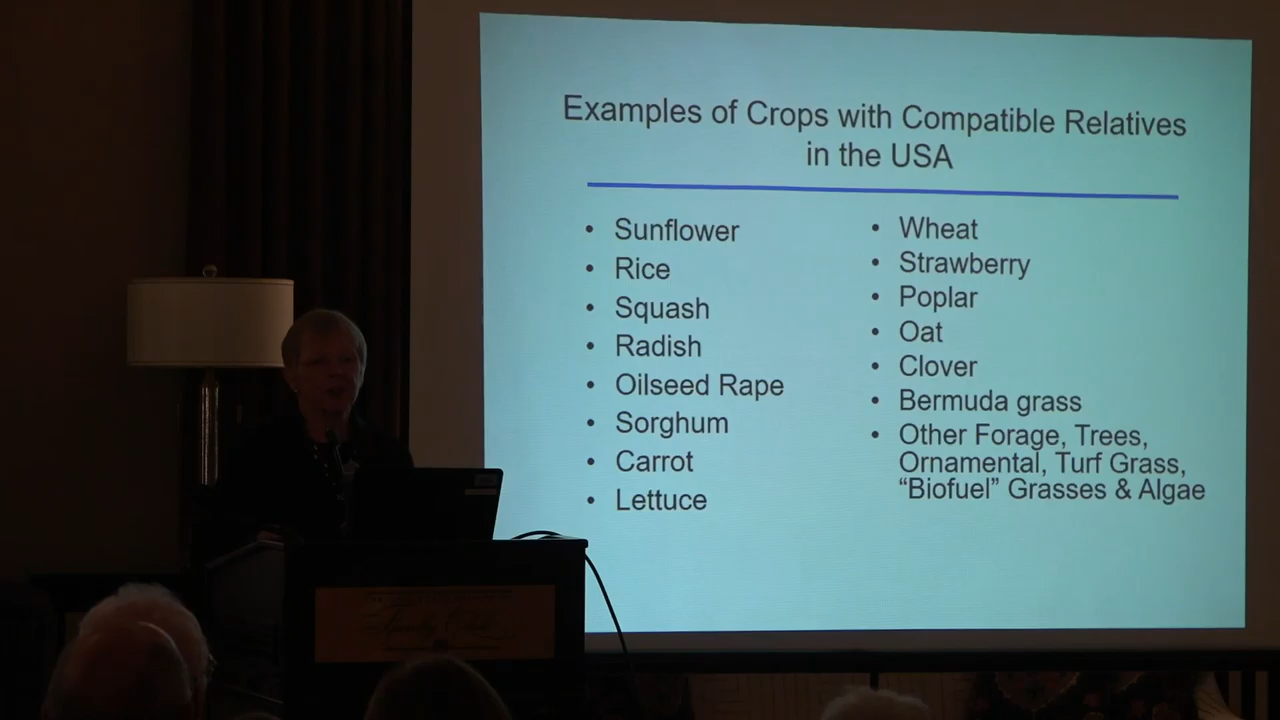 Examples of Crops with Compatible Relatives
in the USA
• Sunflower
• Rice
• Squash
• Radish
• Oilseed Rape
• Sorghum
• Carrot
• Lettuce
• Wheat
• Strawberry
• Poplar
• Oat
• Clover
• Bermuda grass
• Other Forage, Trees,
Ornamental, Turf Grass,
“Biofuel” Grasses & Algae